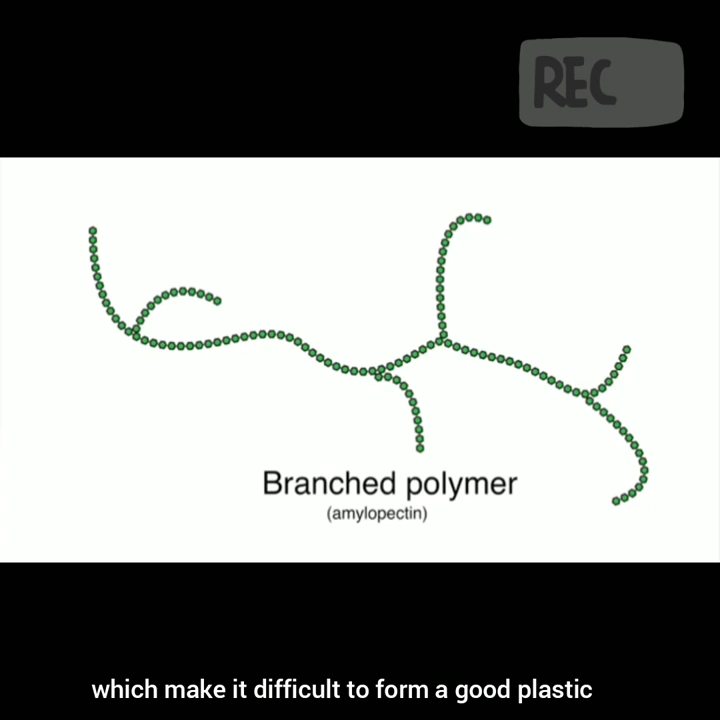 REC
Branched polymer
(amylopectin)
which make it difficult to form a good plastic